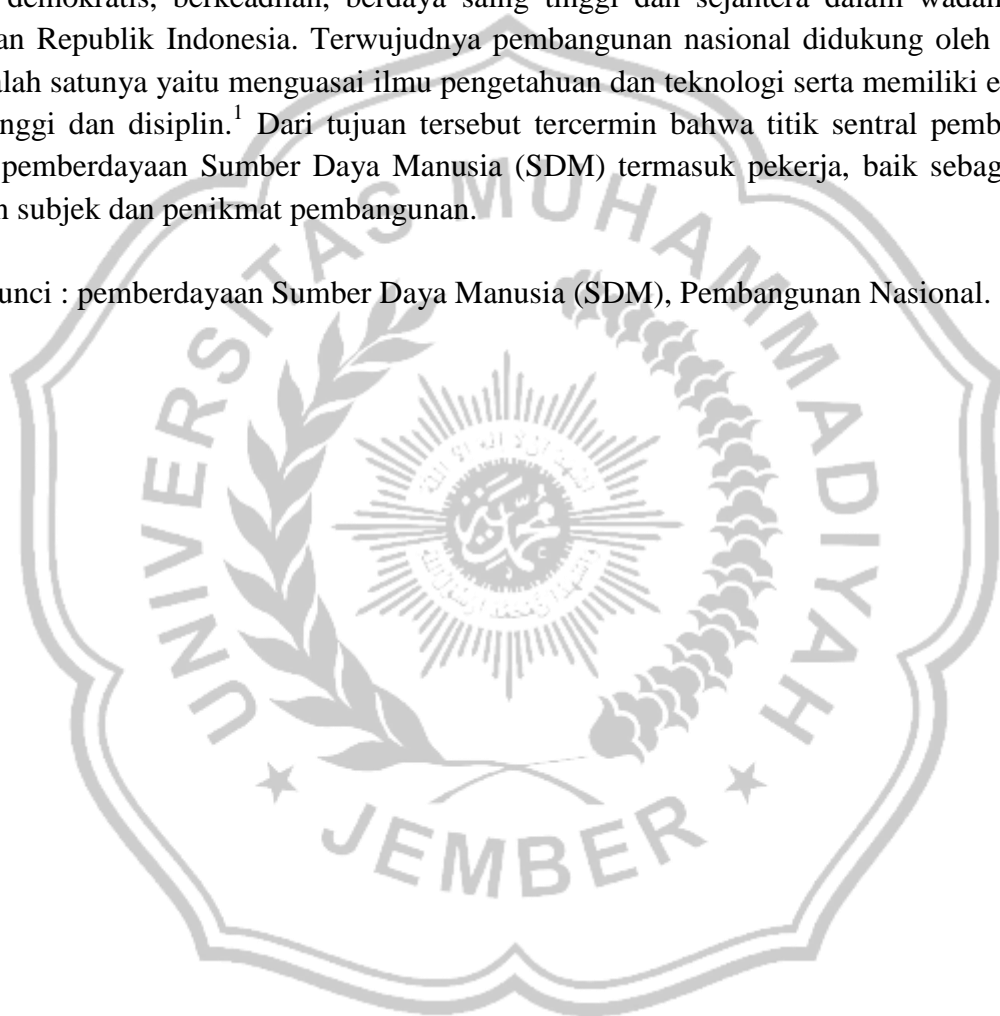 demokratis, berkeadilan, berdaya saing tinggi dan sejahtera dalam
an Republik Indonesia. Terwujudnya pembangunan nasional didukung oleh
alah satunya yaitu menguasai ilmu pengetahuan dan teknologi serta memiliki e
nggi dan disiplin.¹ Dari tujuan tersebut tercermin bahwa titik sentral pemb
pemberdayaan Sumber Daya Manusia (SDM) termasuk pekerja, baik sebag
n subjek dan penikmat pembangunan.
unci : pemberdayaan Sumber Daya Manusia (SDM), Pembangunan Nasional.
UNIVERSITAS MUHAMMADIYAH
JEMBER